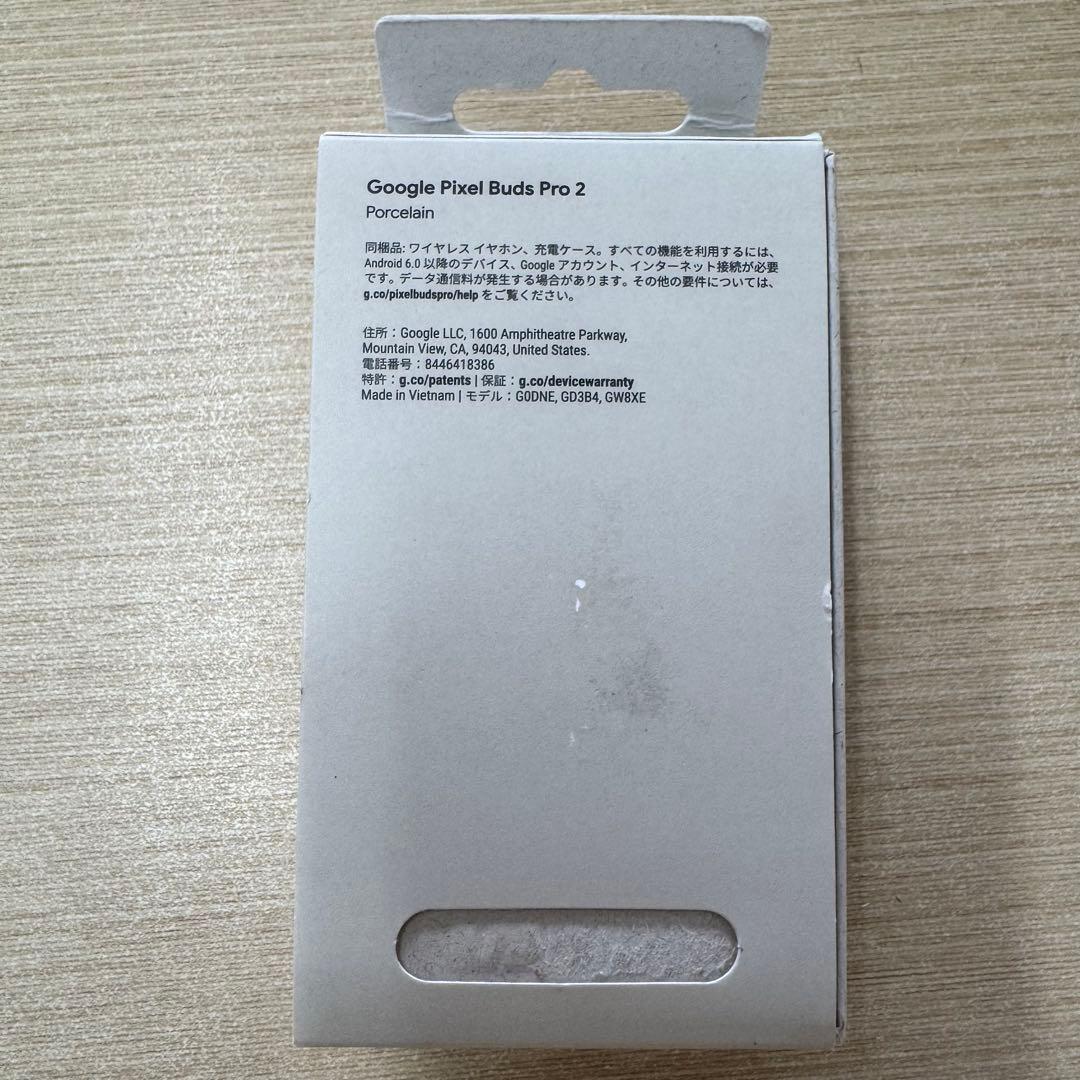 Google Pixel Buds Pro 2
Porcelain
同梱品: ワイヤレス イヤホン、充電ケース。すべての機能を利用するには、
Android 6.0 以降のデバイス、Google アカウント、インターネット接続が必要
です。データ通信料が発生する場合があります。その他の要件については、
g.co/pixelbudspro/help をご覧ください。
住所：Google LLC, 1600 Amphitheatre Parkway,
Mountain View, CA, 94043, United States.
電話番号：8446418386
特許：g.co/patents | 保証：g.co/devicewarranty
Made in Vietnam | モデル：G0DNE, GD3B4, GW8XE